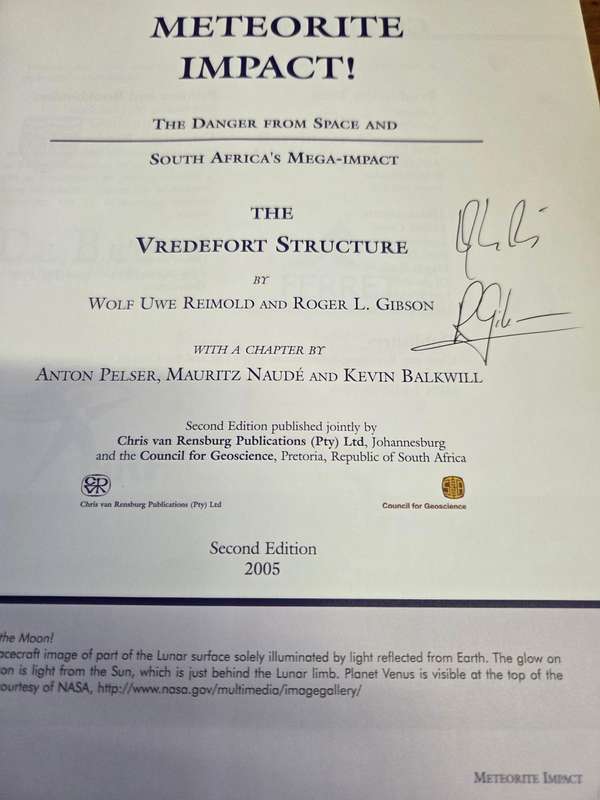 METEORITE
IMPACT!
THE DANGER FROM SPACE AND
SOUTH AFRICA'S MEGA-IMPACT
THE
VREDEFORT STRUCTURE
BY
WOLF UWE REIMOLD AND ROGER L. GIBSON
WITH A CHAPTER BY
ANTON PELSER, MAURITZ NAUDÉ AND KEVIN BALKWILL
Second Edition published jointly by
Chris van Rensburg Publications (Pty) Ltd, Johannesburg
and the Council for Geoscience, Pretoria, Republic of South Africa
CVR
Chris van Rensburg Publications (Pty) Ltd
Council for Geoscience
Second Edition
2005
the Moon!
image of part of the Lunar surface solely illuminated by light reflected from Earth. The glow on
is light from the Sun, which is just behind the Lunar limb. Planet Venus is visible at the top of the
of NASA, http://www.nasa.gov/multimedia/imagegallery/
METEORITE IMPACT